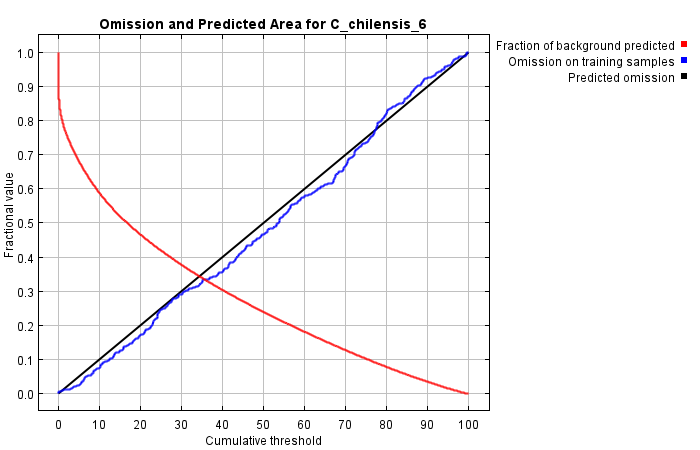 Omission and Predicted Area for C_chilensis_6
Fraction of background predicted
Omission on training samples
Predicted omission
Fractional value
1.0
0.9
0.8
0.7
0.6
0.5
0.4
0.3
0.2
0.1
0.0
0 10 20 30 40 50 60 70 80 90 100
Cumulative threshold